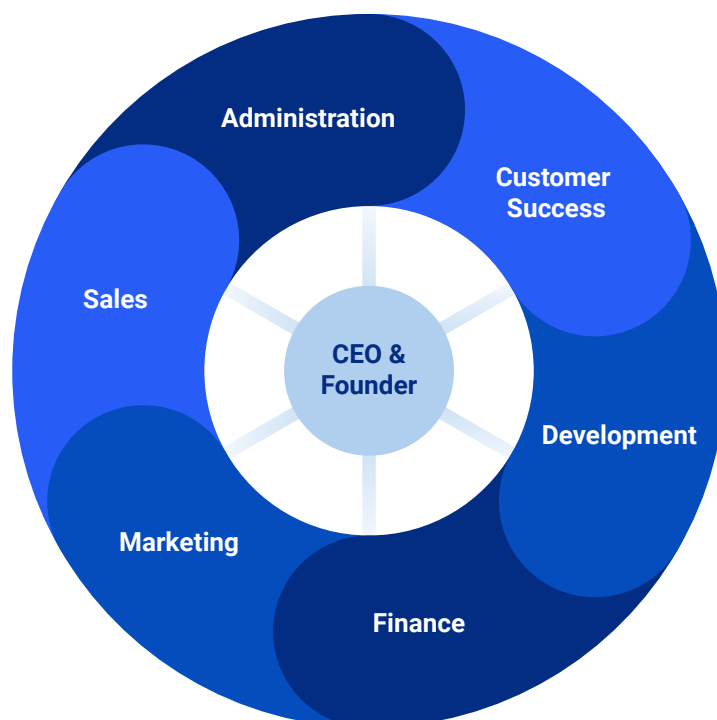 Administration
Customer
Success
Sales
CEO &
Founder
Development
Marketing
Finance